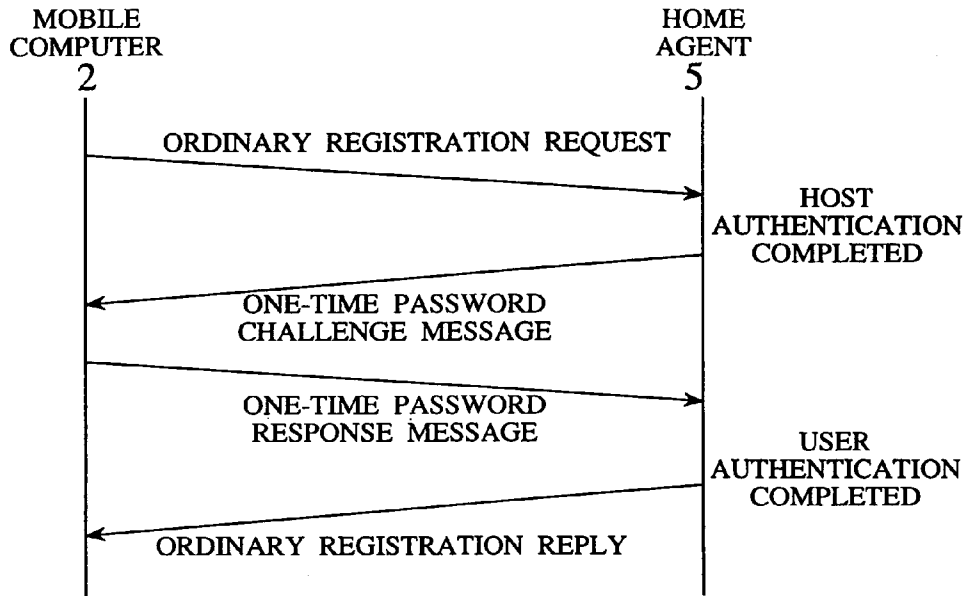 MOBILE
COMPUTER
2
HOME
AGENT
5
ORDINARY REGISTRATION REQUEST
HOST
AUTHENTICATION
COMPLETED
ONE-TIME PASSWORD
CHALLENGE MESSAGE
ONE-TIME PASSWORD
RESPONSE MESSAGE
USER
AUTHENTICATION
COMPLETED
ORDINARY REGISTRATION REPLY